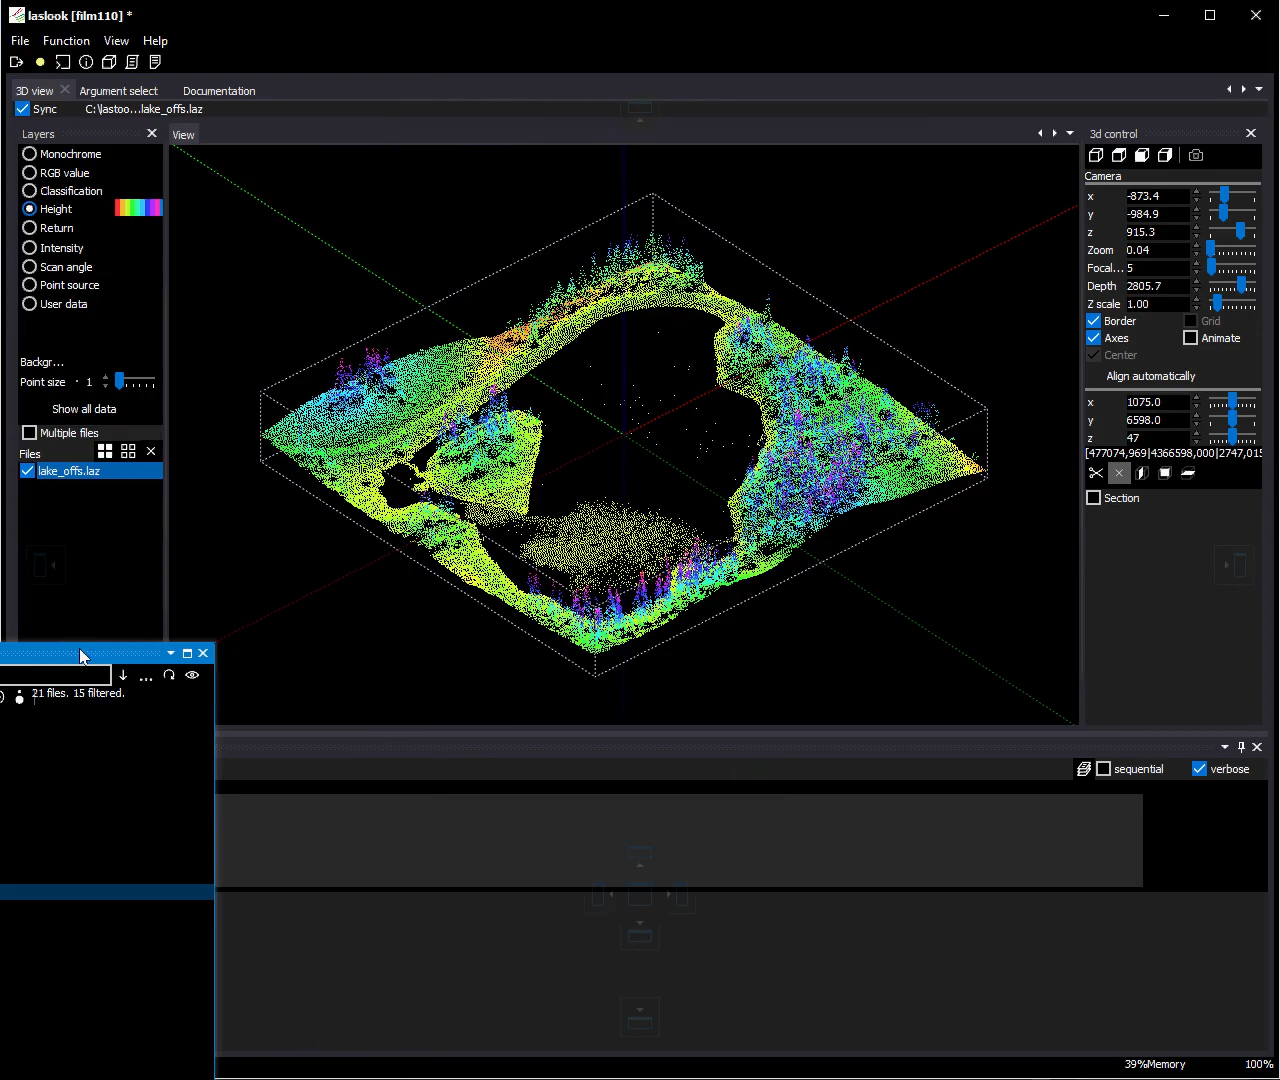 laslook [film110] *
File Function View Help
3D view Argument select Documentation
Sync C:\lastoo...lake_offs.laz
Layers
Monochrome
RGB value
Classification
Height
Return
Intensity
Scan angle
Point source
User data
Backgr...
Point size 1
Show all data
Multiple files
Files
lake_offs.laz
View
3d control
Camera
x -873.4
y -984.9
z 915.3
Zoom 0.04
Focal... 5
Depth 2805.7
Z scale 1.00
Border Grid
Axes Animate
Center
Align automatically
x 1075.0
y 6598.0
z 47
[477074,969|4366598,000|2747,015
Section
21 files. 15 filtered.
sequential verbose
39%Memory 100%